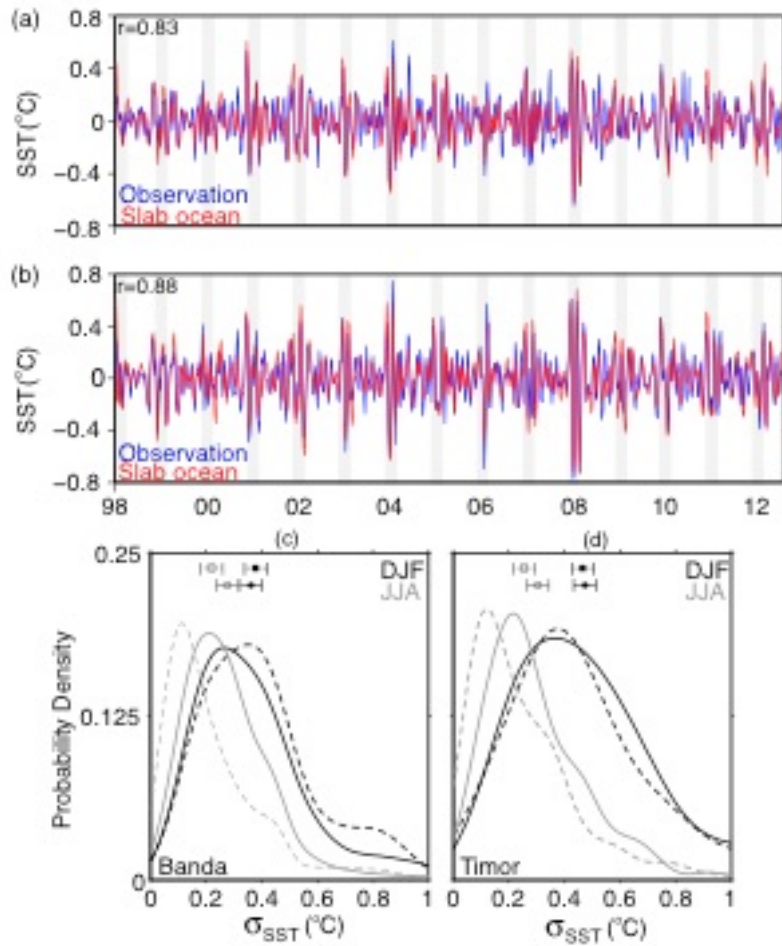 (a)
0.8
r=0.83
0.4
0
−0.4
−0.8
SST (°C)
Observation
Slab ocean
(b)
0.8
r=0.88
0.4
0
−0.4
−0.8
SST (°C)
Observation
Slab ocean
98 00 02 04 06 08 10 12
(c) (d)
0.25
0.125
0
Probability Density
DJF
JJA
Banda
DJF
JJA
Timor
0 0.2 0.4 0.6 0.8 1 0 0.2 0.4 0.6 0.8 1
σSST (°C) σSST (°C)